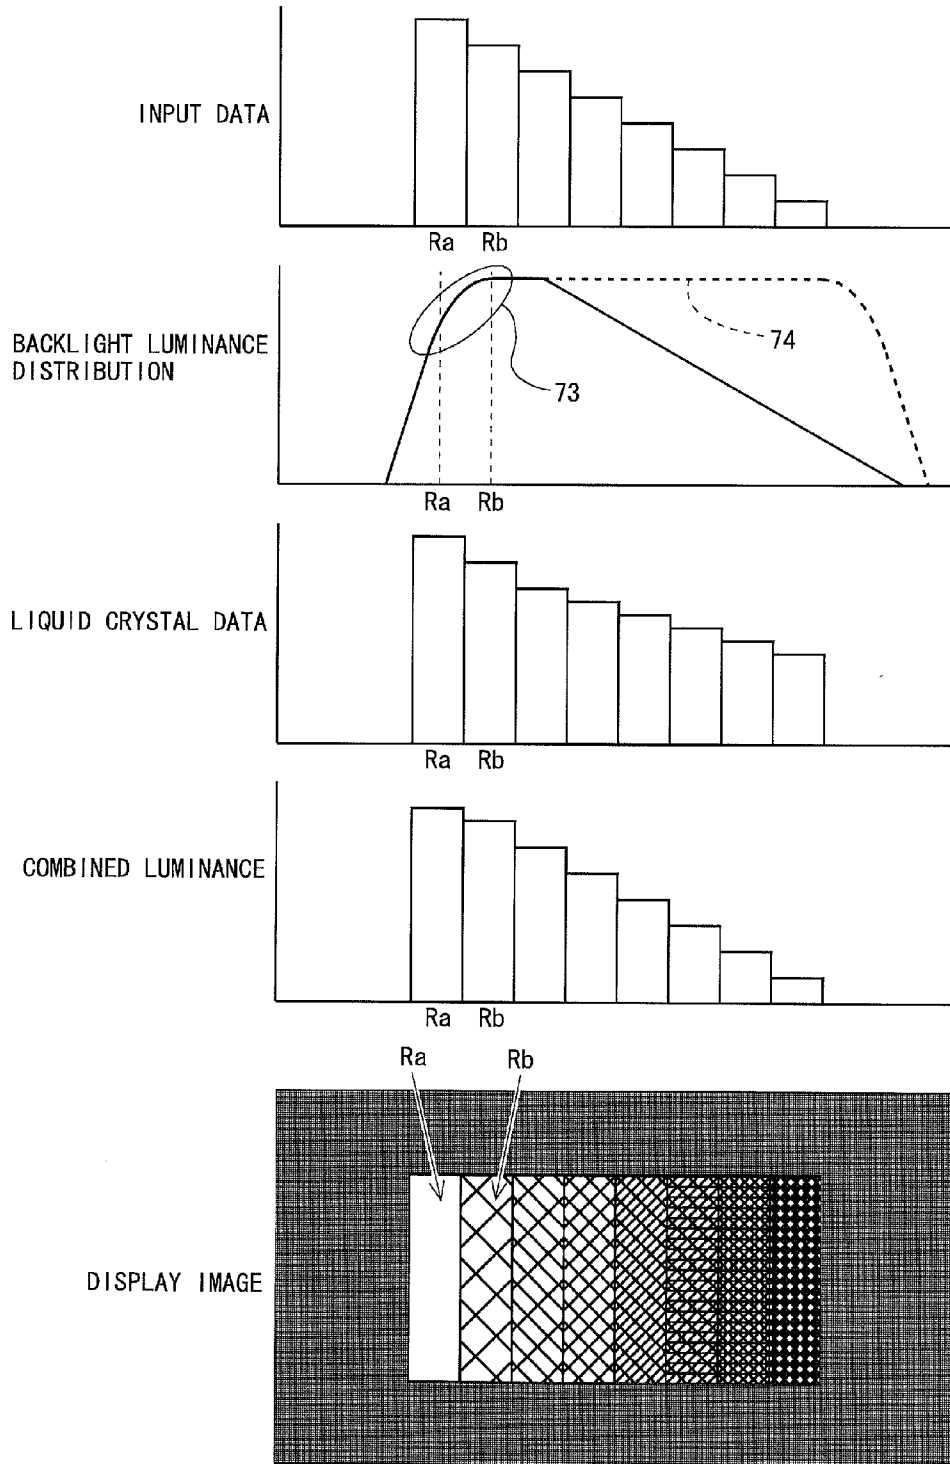 INPUT DATA
Ra Rb
BACKLIGHT LUMINANCE
DISTRIBUTION
74
73
Ra Rb
LIQUID CRYSTAL DATA
Ra Rb
COMBINED LUMINANCE
Ra Rb
Ra Rb
DISPLAY IMAGE